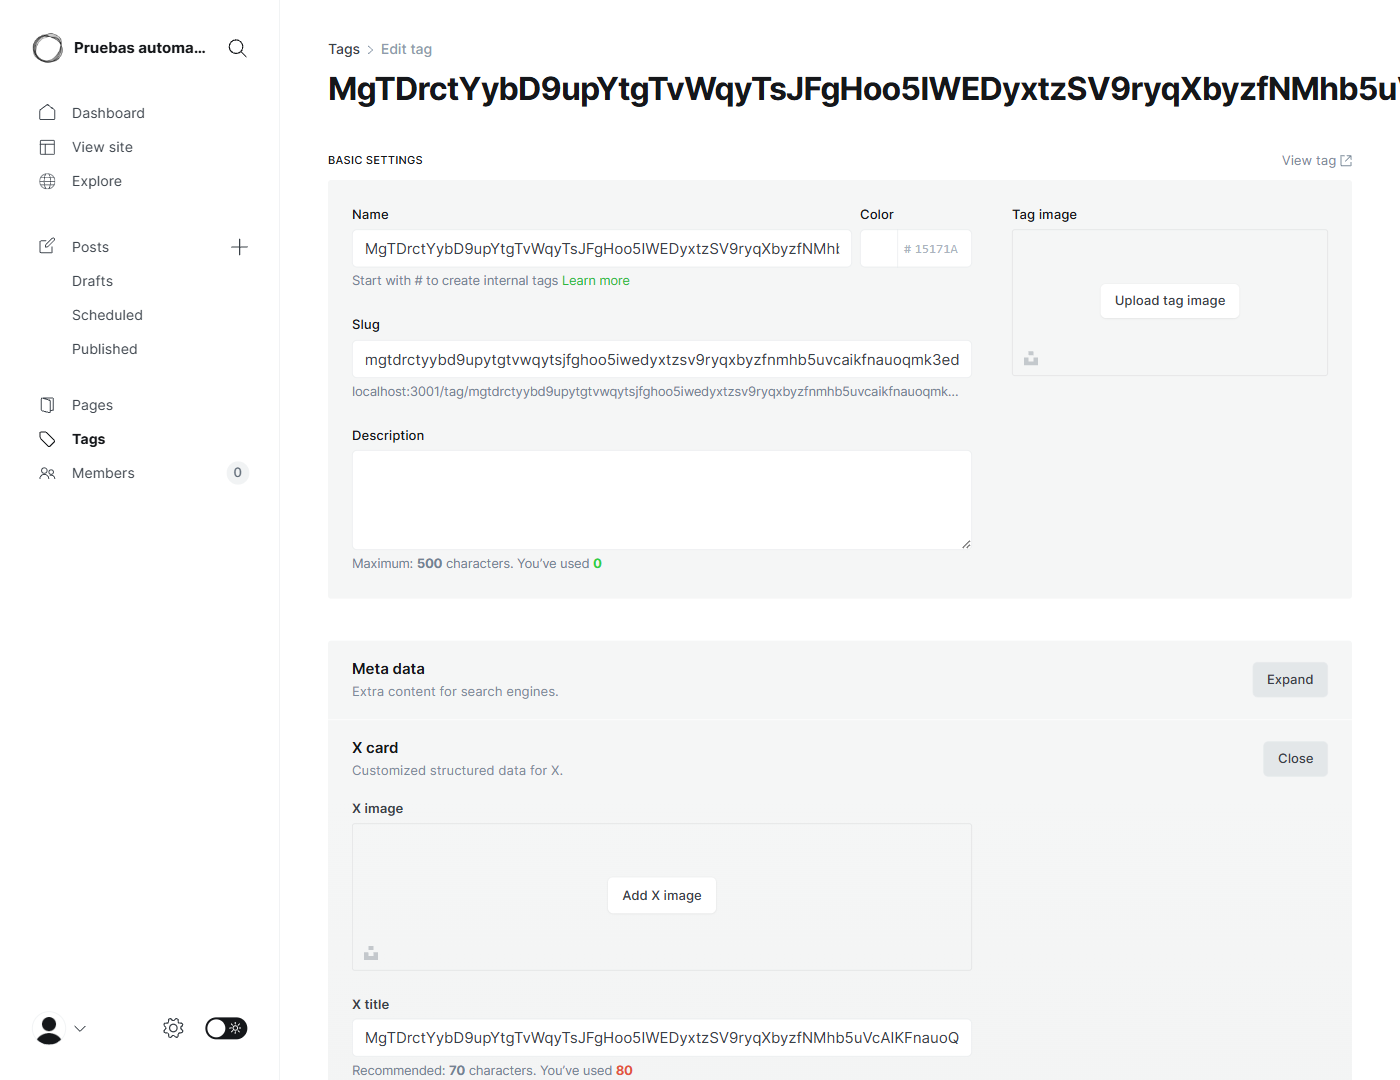 Pruebas automa...
Dashboard
View site
Explore
Posts
Drafts
Scheduled
Published
Pages
Tags
Members
0
Tags > Edit tag
MgTDrctYybD9upYtgTvWqyTsJFgHoo5IWEDyxtzSV9ryqXbyzfNMhb5u
BASIC SETTINGS
View tag
Name
MgTDrctYybD9upYtgTvWqyTsJFgHoo5IWEDyxtzSV9ryqXbyzfNMhb
Start with # to create internal tags Learn more
Color
# 15171A
Slug
mgtdrctyybd9upytgtvwqytsjfghoo5iwedyxtzsv9ryqxbyzfnmhb5uvcaikfnauoqmk3ed
localhost:3001/tag/mgtdrctyybd9upytgtvwqytsjfghoo5iwedyxtzsv9ryqxbyzfnmhb5uvcaikfnauoqmk...
Description
Maximum: 500 characters. You’ve used 0
Tag image
Upload tag image
Meta data
Extra content for search engines.
Expand
X card
Customized structured data for X.
Close
X image
Add X image
X title
MgTDrctYybD9upYtgTvWqyTsJFgHoo5IWEDyxtzSV9ryqXbyzfNMhb5uVcAIKFnauoQ
Recommended: 70 characters. You’ve used 80